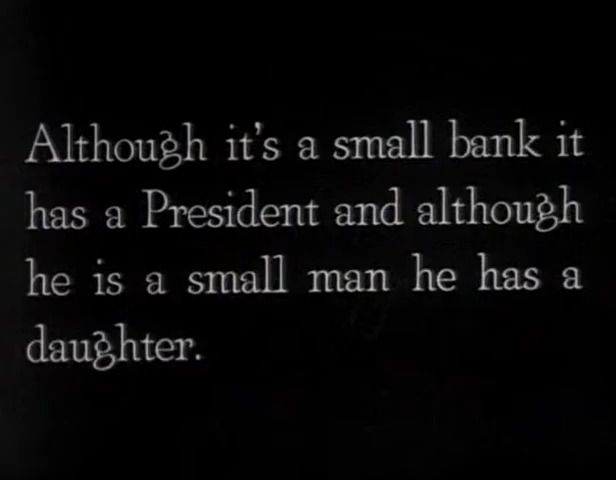 Although it's a small bank it
has a President and although
he is a small man he has a
daughter.